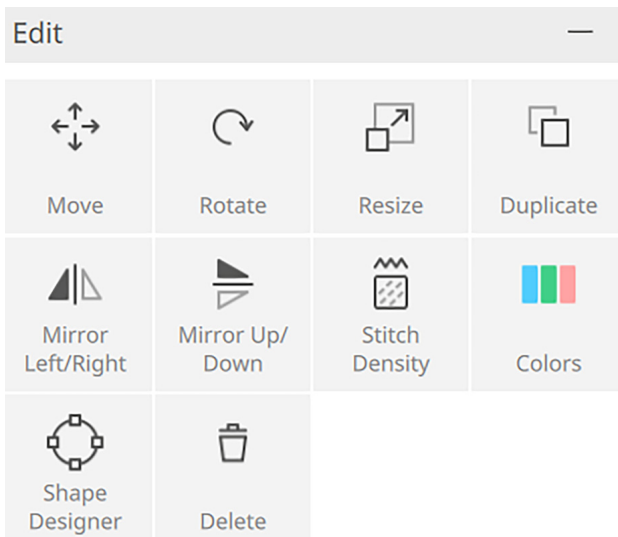 Edit
Move
Rotate
Resize
Duplicate
Mirror
Left/Right
Mirror Up/
Down
Stitch
Density
Colors
Shape
Designer
Delete